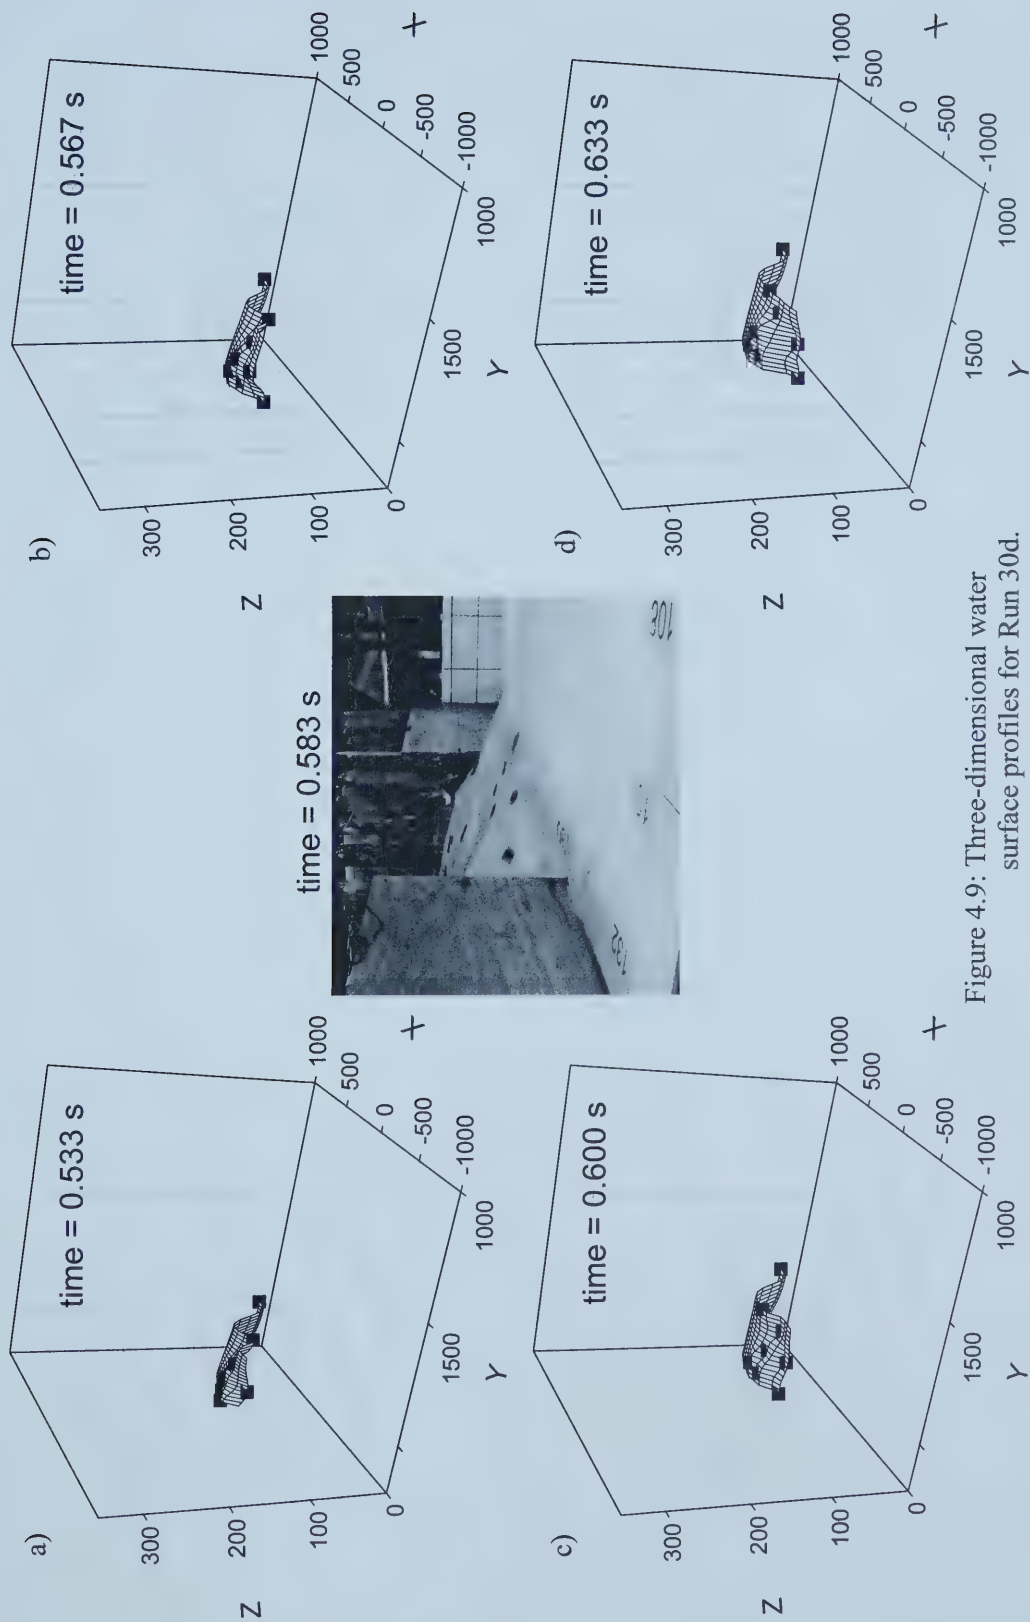 a)
time = 0.533 s
Z
300
200
100
0
1500
Y
1000
-1000
-500
0
500
1000
X
b)
time = 0.567 s
Z
300
200
100
0
1500
Y
1000
-1000
-500
0
500
1000
X
time = 0.583 s
c)
time = 0.600 s
Z
300
200
100
0
1500
Y
1000
-1000
-500
0
500
1000
X
d)
time = 0.633 s
Z
300
200
100
0
1500
Y
1000
-1000
-500
0
500
1000
X
Figure 4.9: Three-dimensional water
surface profiles for Run 30d.